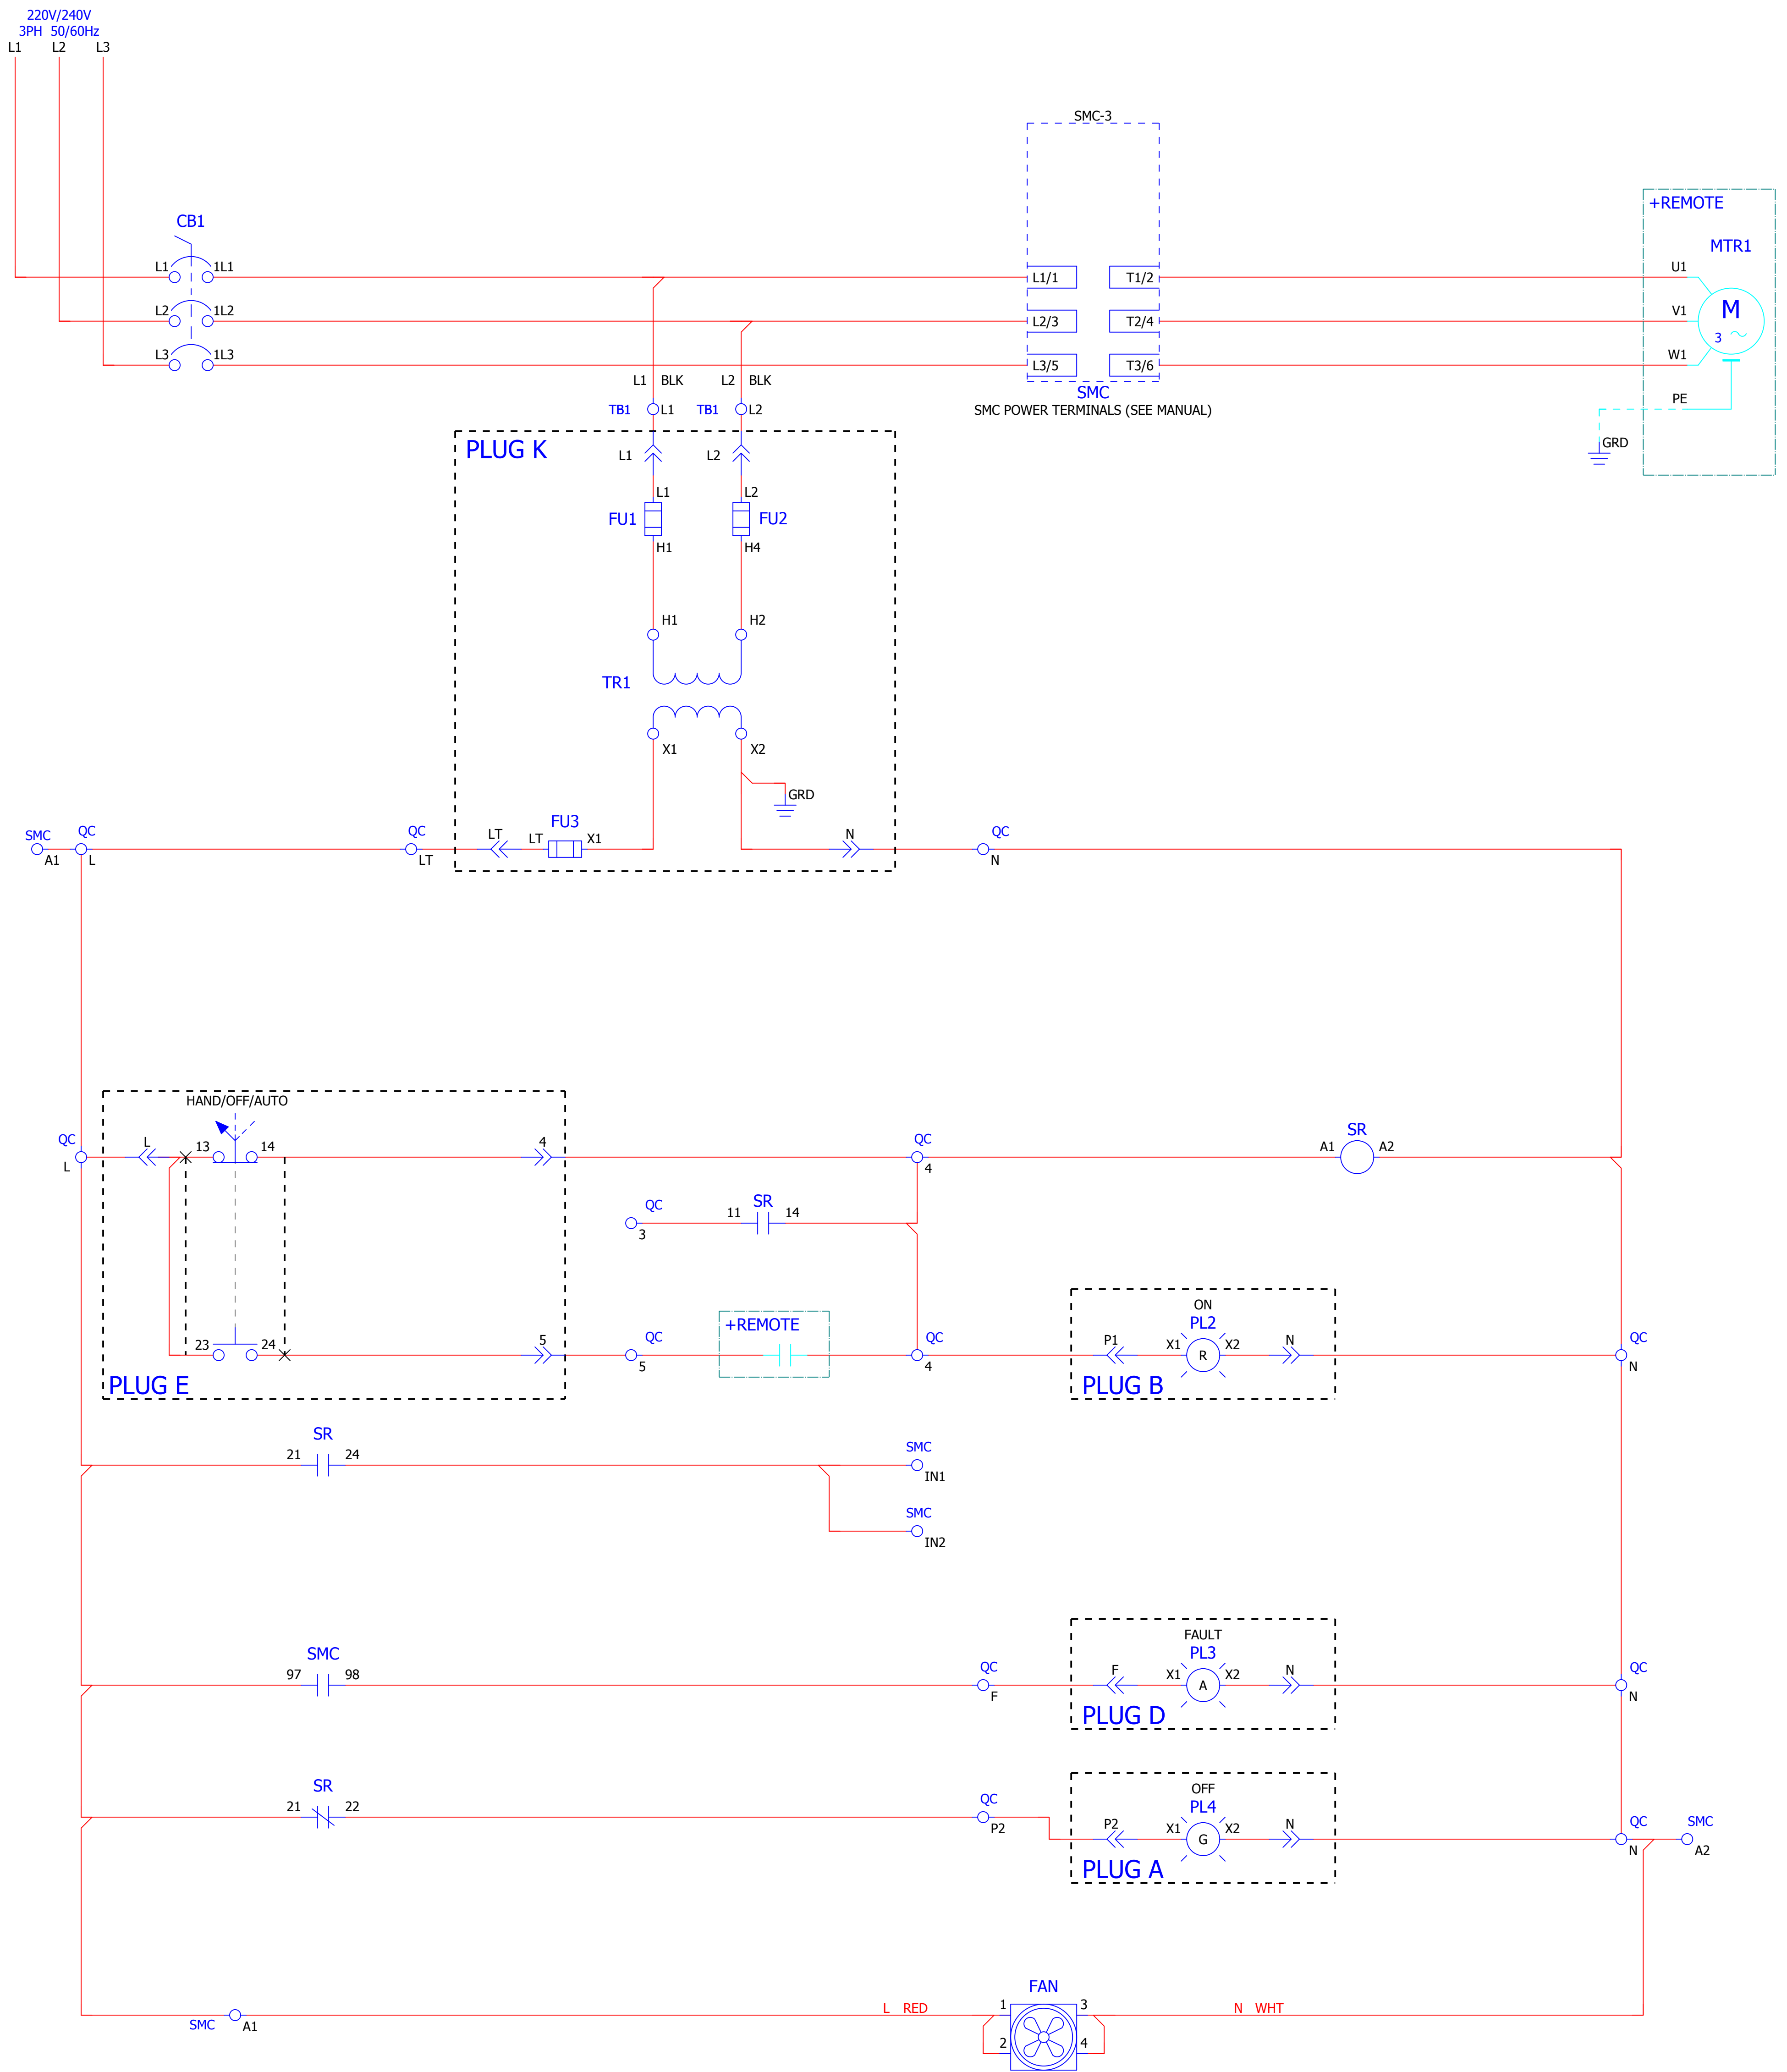 220V/240V
3PH 50/60Hz
L1 L2 L3
SMC-3
+REMOTE
CB1
MTR1
L1 1L1 L1/1 T1/2 U1
L2 1L2 L2/3 T2/4 V1 M
3
L3 1L3 L3/5 T3/6 W1
L1 BLK L2 BLK
SMC
PE
TB1 L1 TB1 L2
SMC POWER TERMINALS (SEE MANUAL)
GRD
PLUG K
L1 L2
L1 L2
FU1 FU2
H1 H4
H1 H2
TR1
X1 X2
GRD
FU3
SMC QC QC LT LT X1 N QC
A1 L LT N
HAND/OFF/AUTO
QC L 13 14 4 QC SR
A1 A2
L 4
QC SR
11 14
3
ON
+REMOTE
PL2
23 24 5 QC QC P1 X1 R X2 N QC
5 4 N
PLUG E
PLUG B
SR
21 24 SMC
IN1
SMC
IN2
FAULT
SMC PL3
97 98 QC F X1 A X2 N QC
F N
PLUG D
SR OFF
21 22 QC PL4
P2 P2 X1 G X2 N QC SMC
N A2
PLUG A
FAN
L RED 1 3 N WHT
SMC A1
2 4